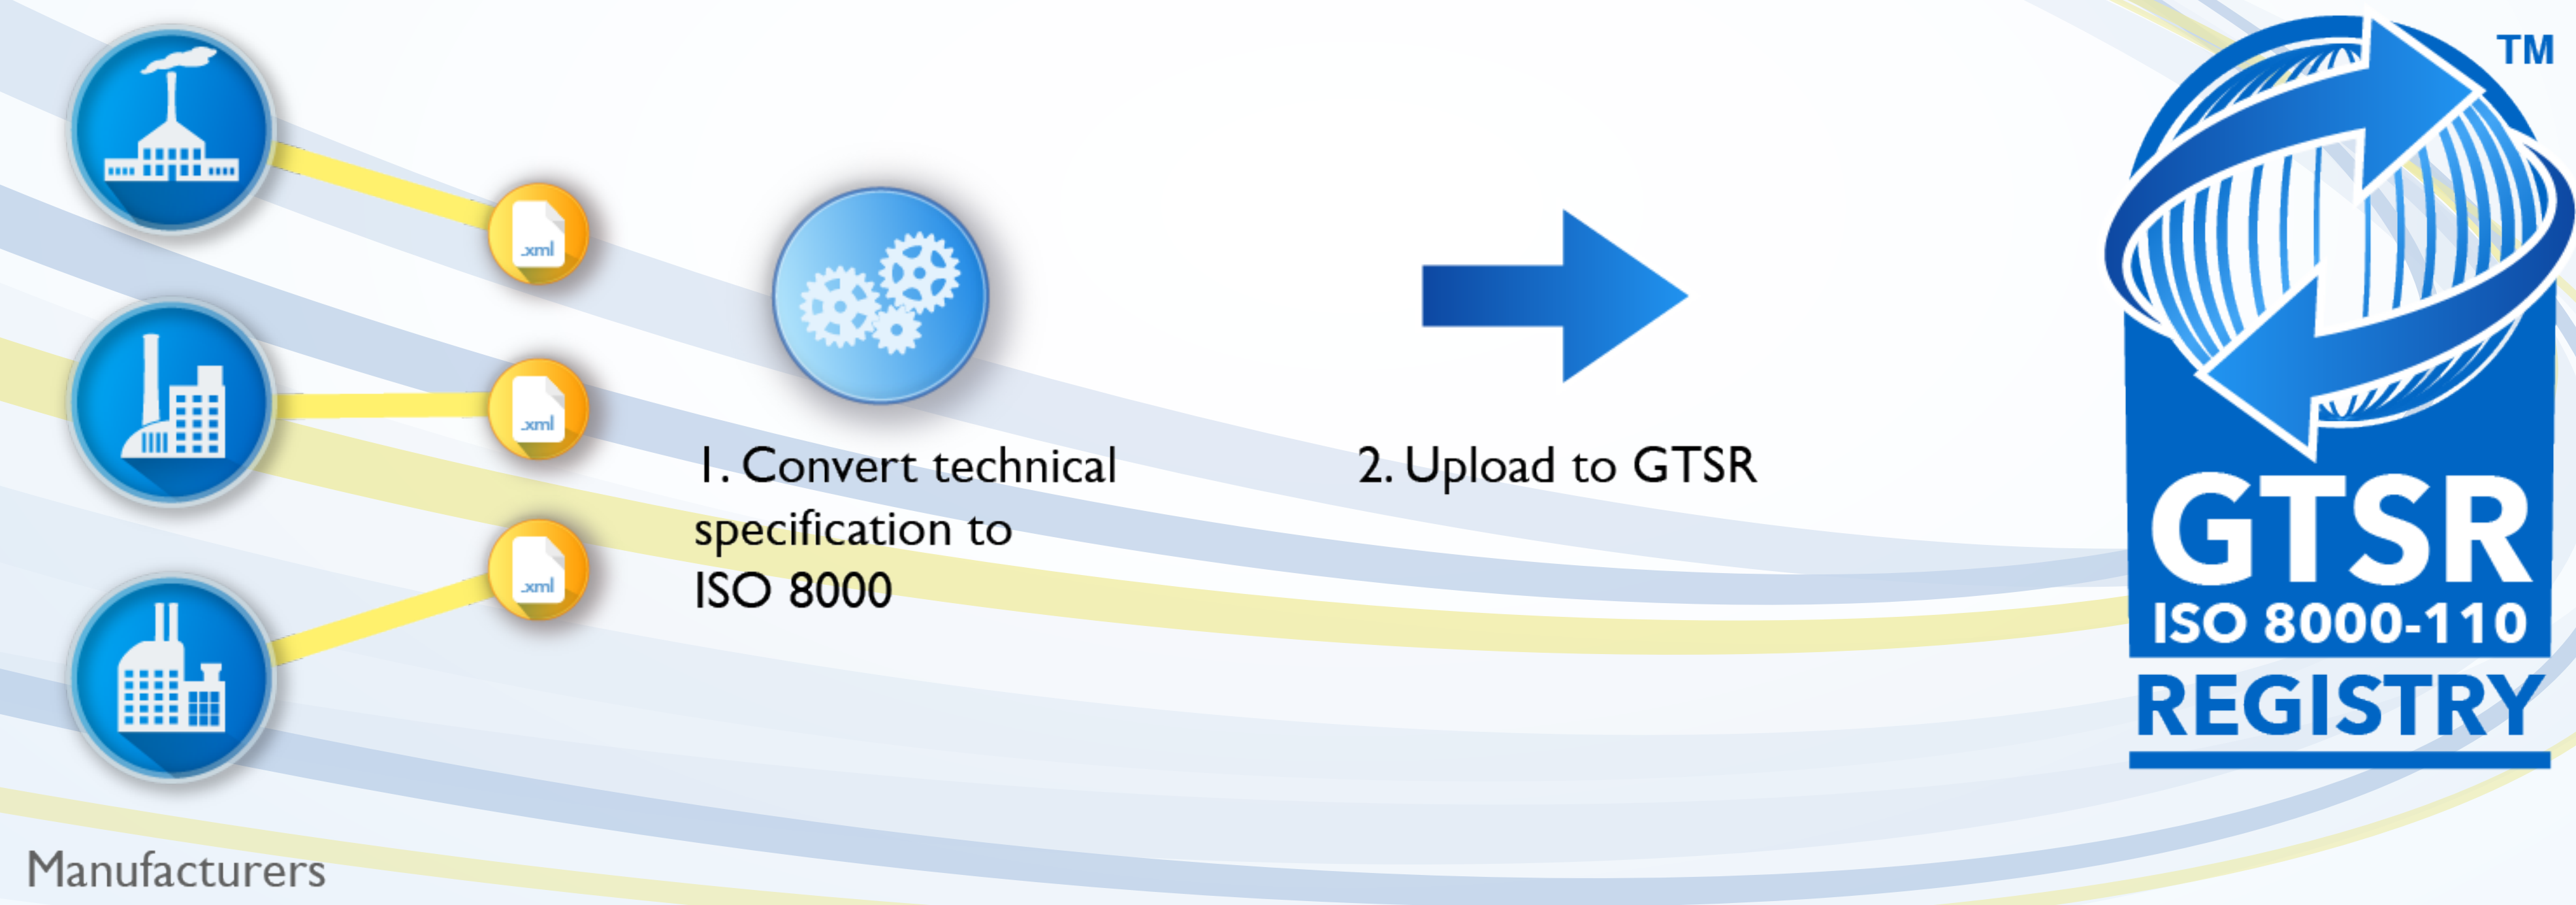 TM
.xml
.xml
.xml
1. Convert technical
specification to
ISO 8000
2. Upload to GTSR
GTSR
ISO 8000-110
REGISTRY
Manufacturers